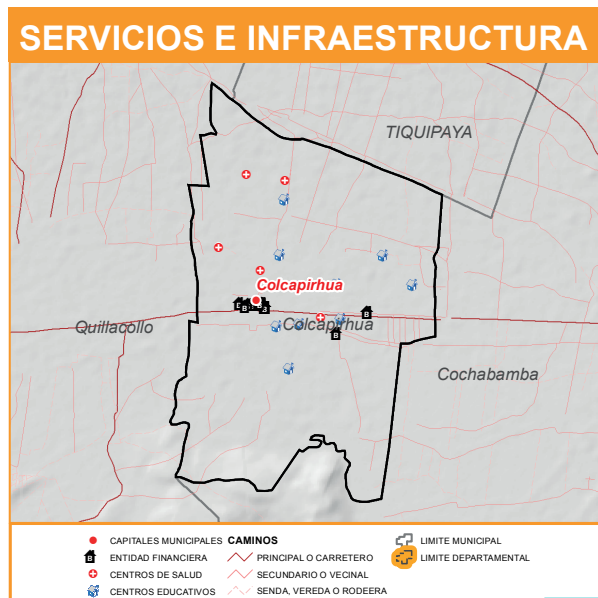 SERVICIOS E INFRAESTRUCTURA
TIQUIPAYA
Colcapirhua
Quillacollo
Colcapirhua
Cochabamba
CAPITALES MUNICIPALES
ENTIDAD FINANCIERA
CENTROS DE SALUD
CENTROS EDUCATIVOS
CAMINOS
PRINCIPAL O CARRETERO
SECUNDARIO O VECINAL
SENDA, VEREDA O RODEERA
LIMITE MUNICIPAL
LIMITE DEPARTAMENTAL